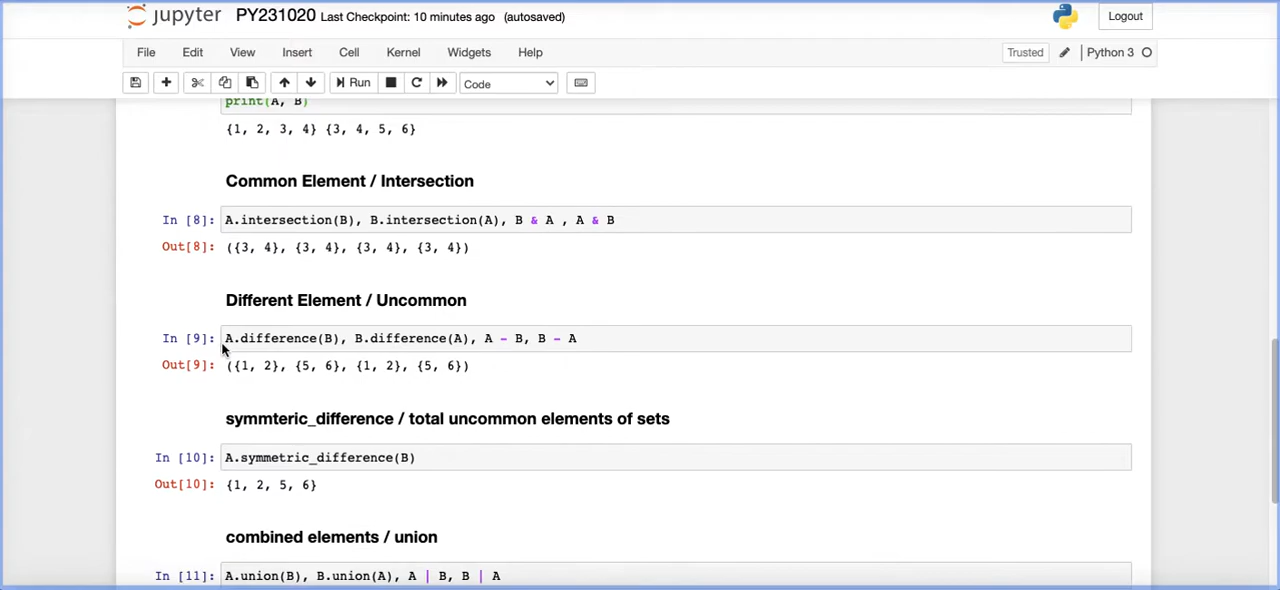 jupyter PY231020 Last Checkpoint: 10 minutes ago (autosaved) Logout
File Edit View Insert Cell Kernel Widgets Help Trusted Python 3
Run Code
print(A, B)
{1, 2, 3, 4} {3, 4, 5, 6}
Common Element / Intersection
In [8]: A.intersection(B), B.intersection(A), B & A , A & B
Out[8]: ({3, 4}, {3, 4}, {3, 4}, {3, 4})
Different Element / Uncommon
In [9]: A.difference(B), B.difference(A), A - B, B - A
Out[9]: ({1, 2}, {5, 6}, {1, 2}, {5, 6})
symmteric_difference / total uncommon elements of sets
In [10]: A.symmetric_difference(B)
Out[10]: {1, 2, 5, 6}
combined elements / union
In [11]: A.union(B), B.union(A), A | B, B | A